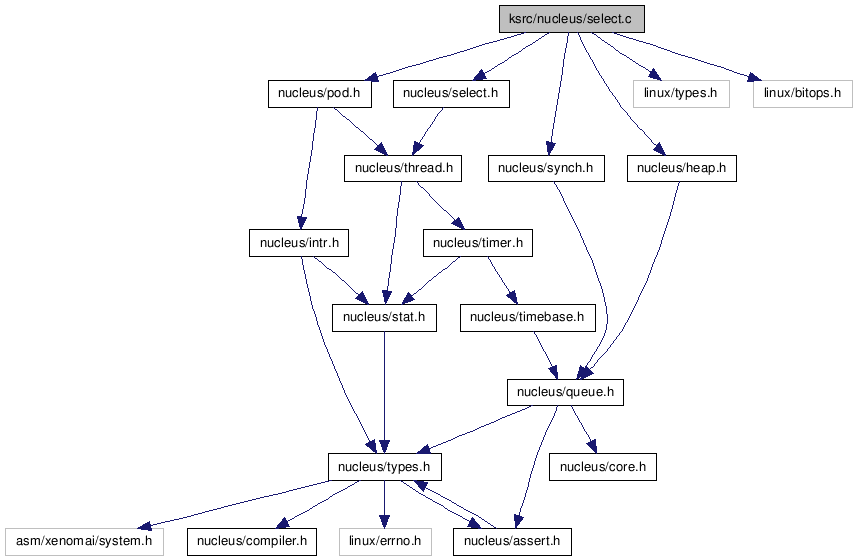 ksrc/nucleus/select.c
nucleus/pod.h
nucleus/select.h
linux/types.h
linux/bitops.h
nucleus/thread.h
nucleus/synch.h
nucleus/heap.h
nucleus/intr.h
nucleus/timer.h
nucleus/stat.h
nucleus/timebase.h
nucleus/queue.h
nucleus/types.h
nucleus/core.h
asm/xenomai/system.h
nucleus/compiler.h
linux/errno.h
nucleus/assert.h